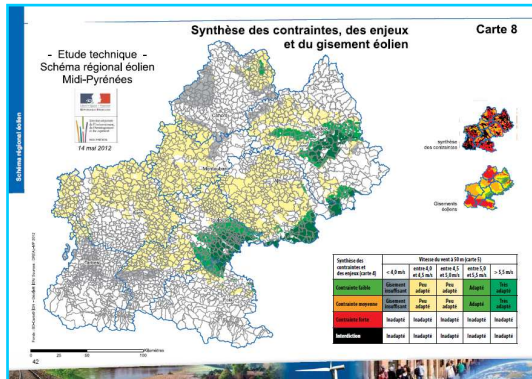 Synthèse des contraintes, des enjeux
et du gisement éolien
Carte 8
- Etude technique -
Schéma régional éolien
Midi-Pyrénées
14 mai 2012
Schéma régional éolien
synthèse
des contraintes
Gisements
éoliens
Synthèse des contraintes et des enjeux (carte 4)
Vitesse du vent à 50 m (carte 5)
< 4,0 m/s
entre 4,0 et 4,5 m/s
entre 4,5 et 5,0 m/s
entre 5,0 et 5,5 m/s
> 5,5 m/s
Contrainte faible Gisement insuffisant Peu adapté Peu adapté Adapté Très adapté
Contrainte moyenne Gisement insuffisant Peu adapté Peu adapté Adapté Très adapté
Contrainte forte Inadapté Inadapté Inadapté Inadapté Inadapté
Interdiction Inadapté Inadapté Inadapté Inadapté Inadapté
Kilomètres
42